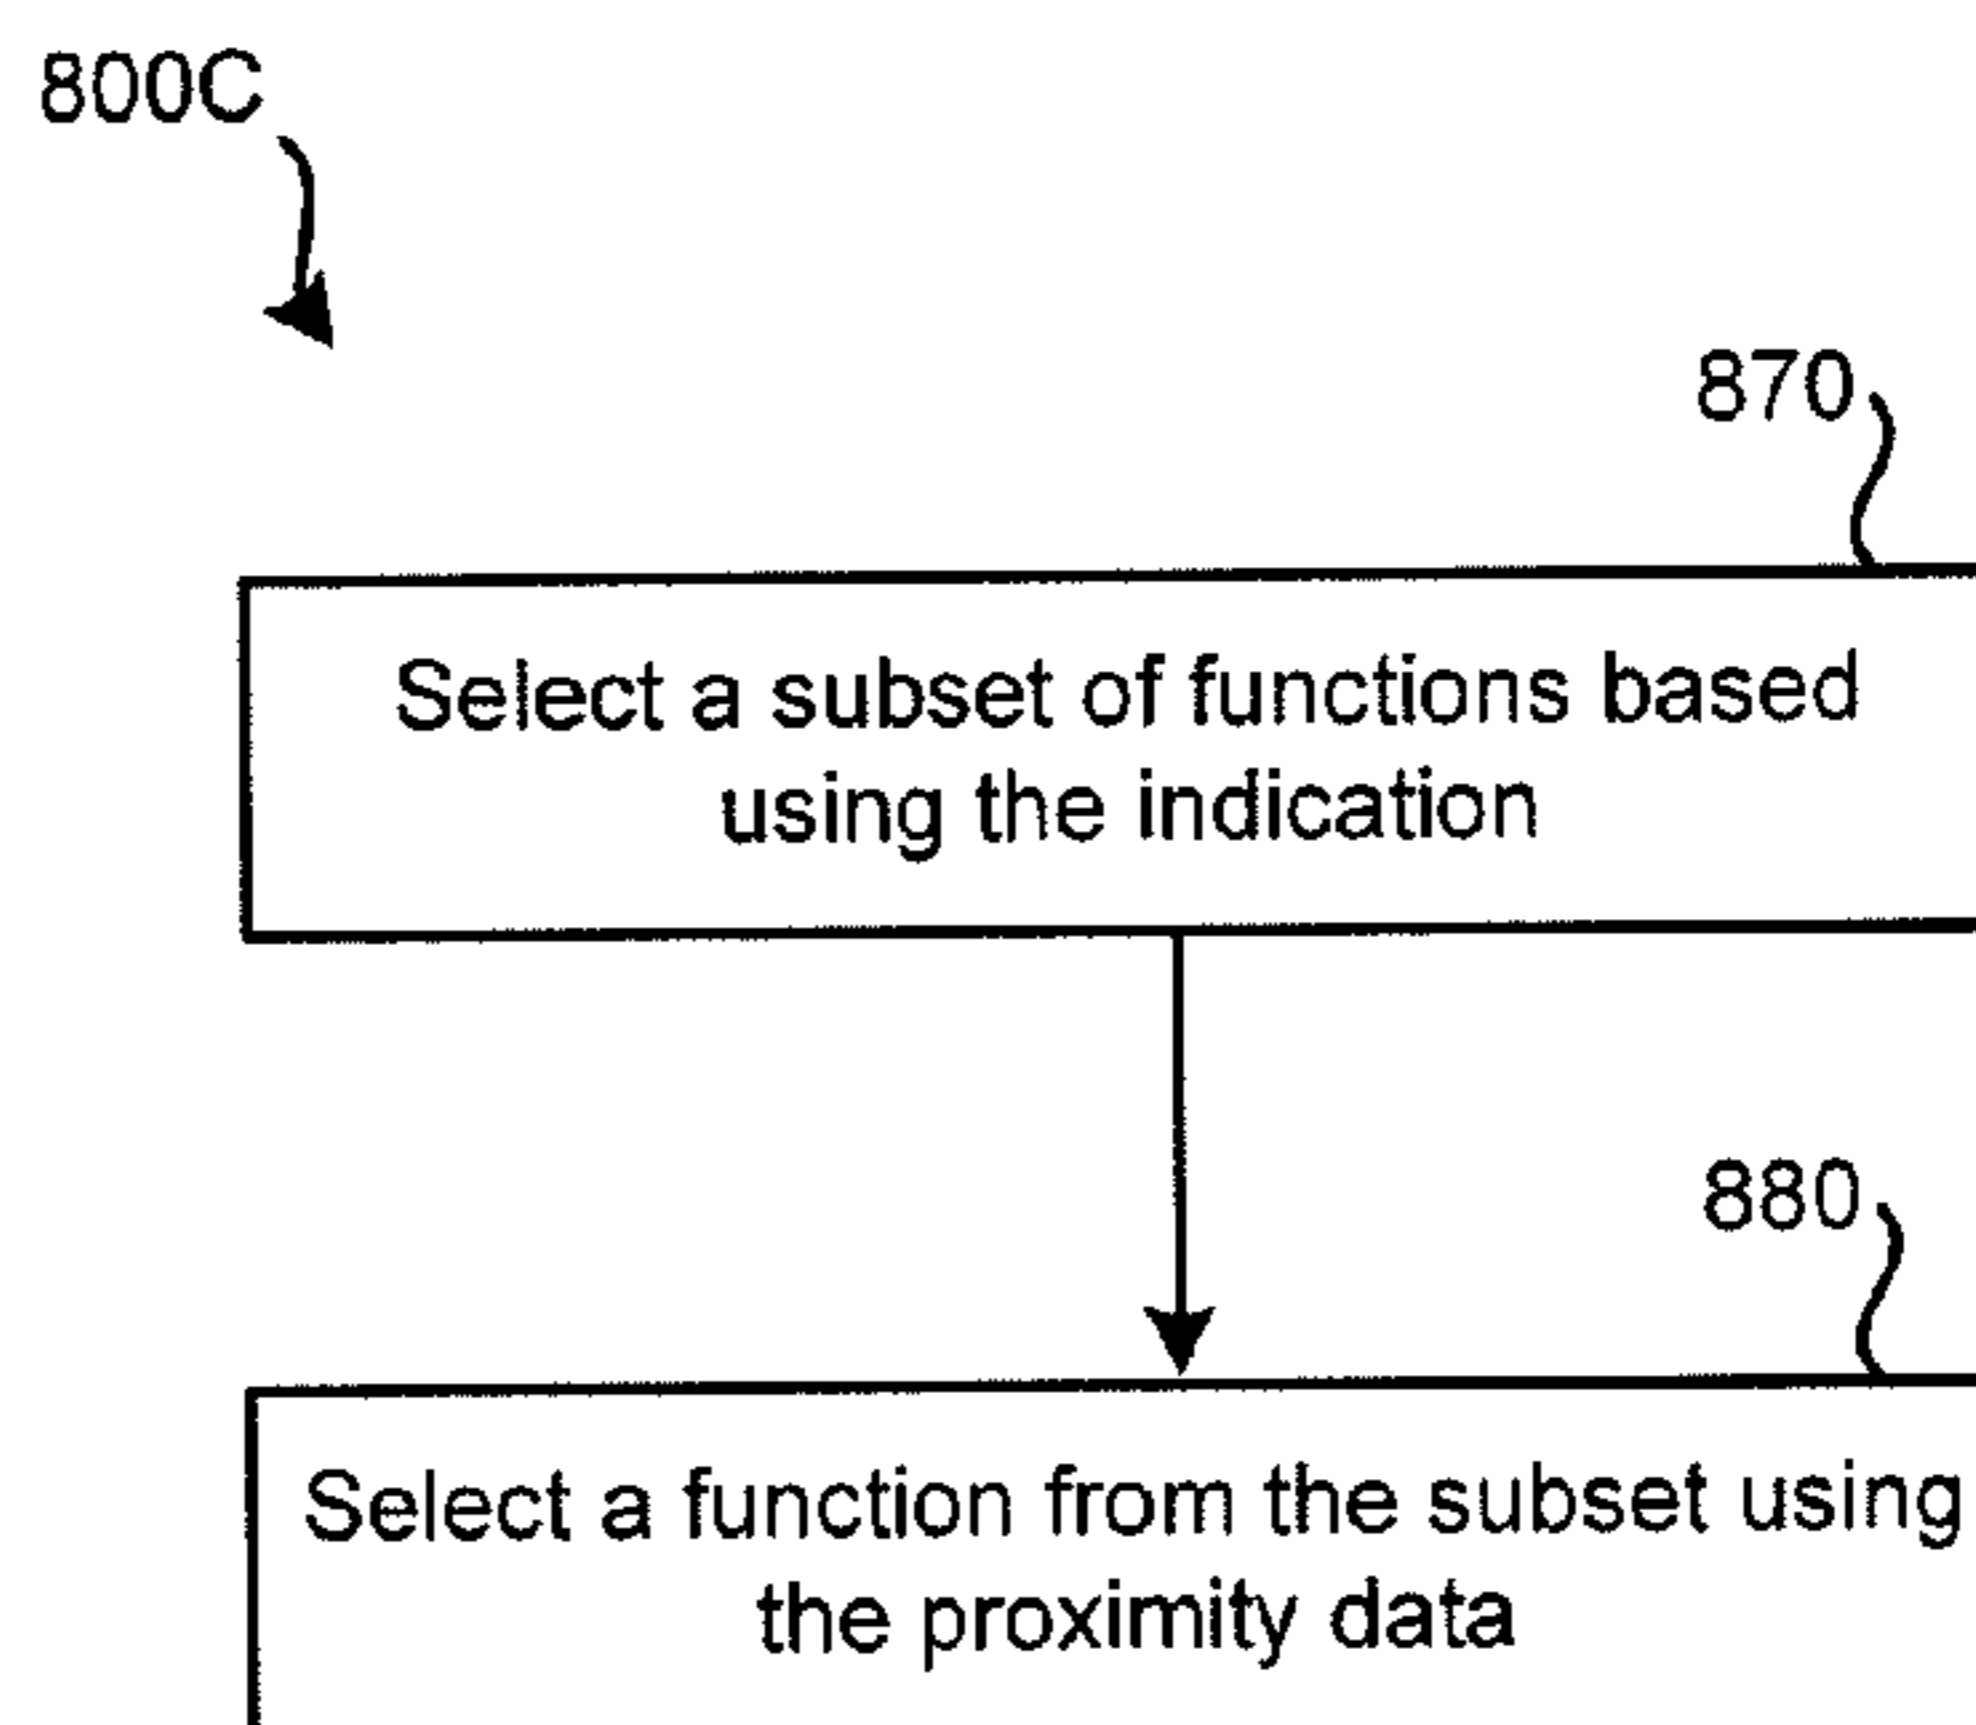 800C
870
Select a subset of functions based
using the indication
880
Select a function from the subset using
the proximity data